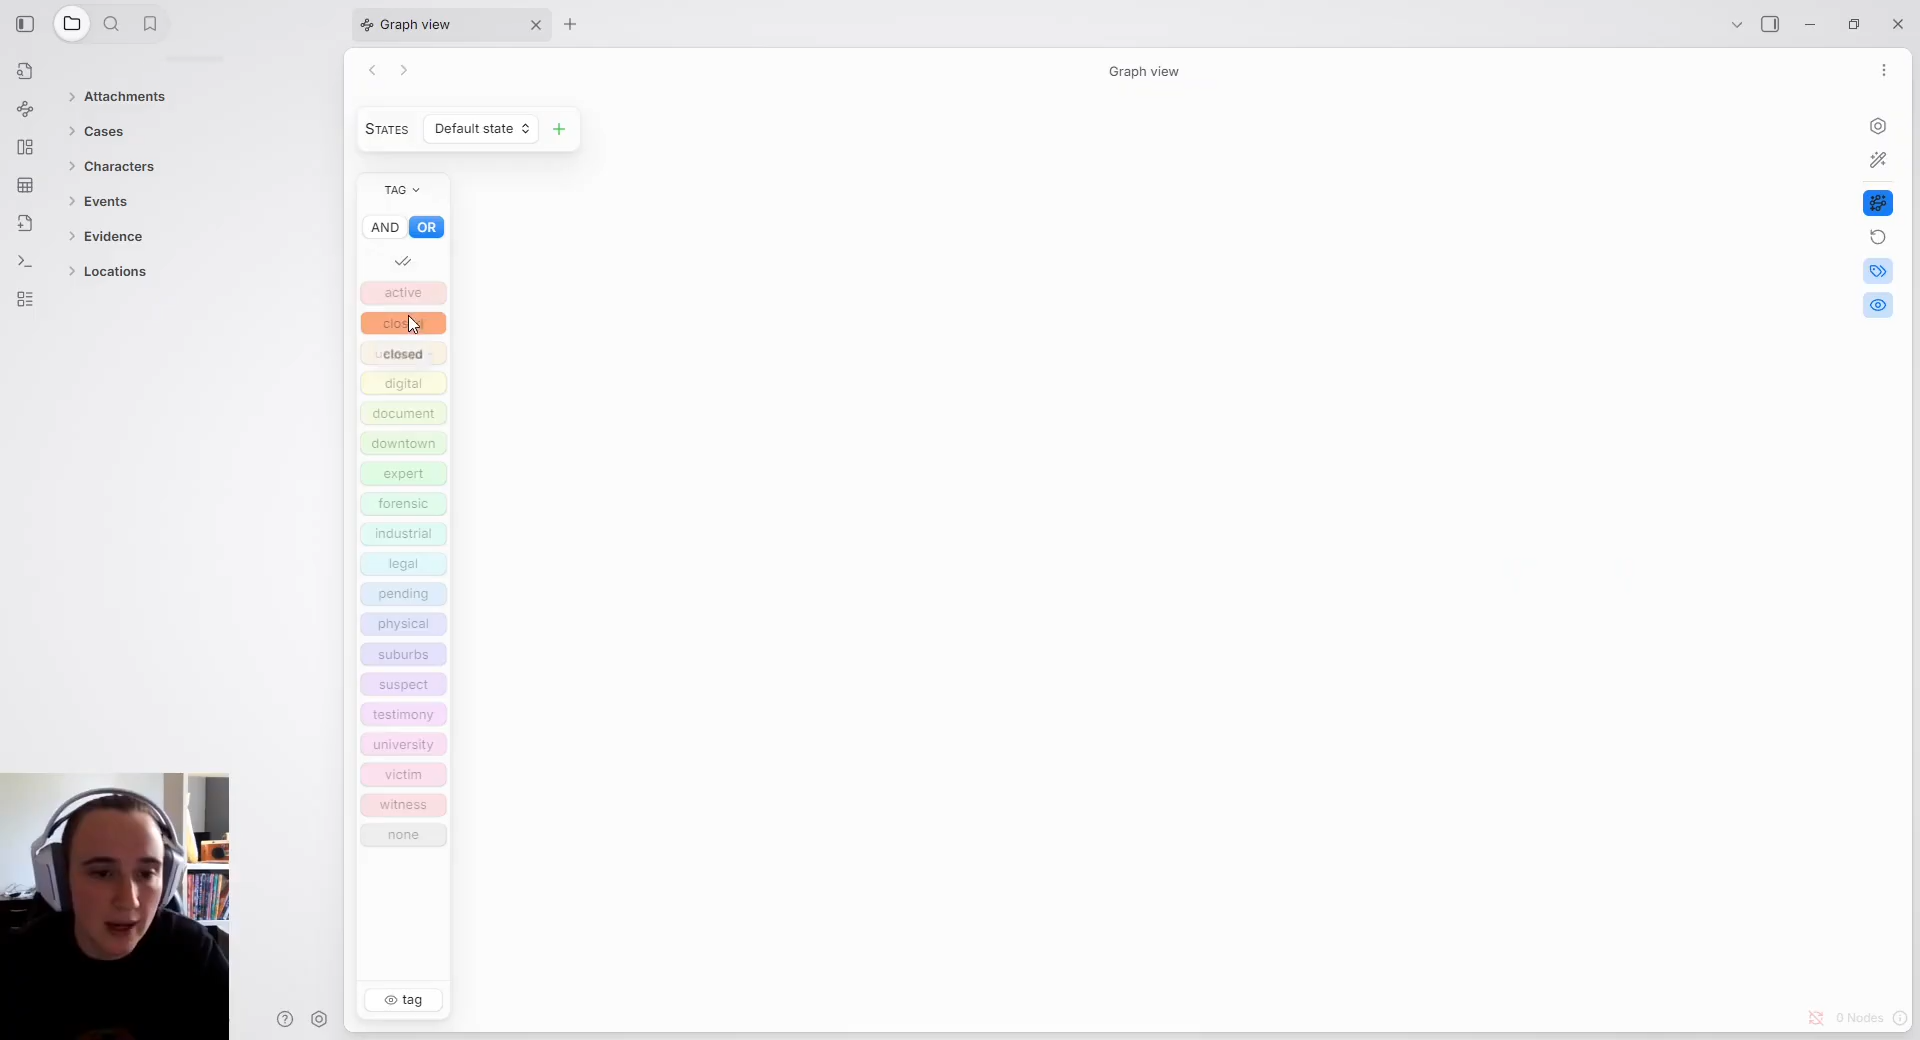 Graph view
Graph view
Attachments
Cases
Characters
Events
Evidence
Locations
STATES Default state
TAG
AND OR
active
closed
closed
digital
document
downtown
expert
forensic
industrial
legal
pending
physical
suburbs
suspect
testimony
university
victim
witness
none
tag
0 Nodes